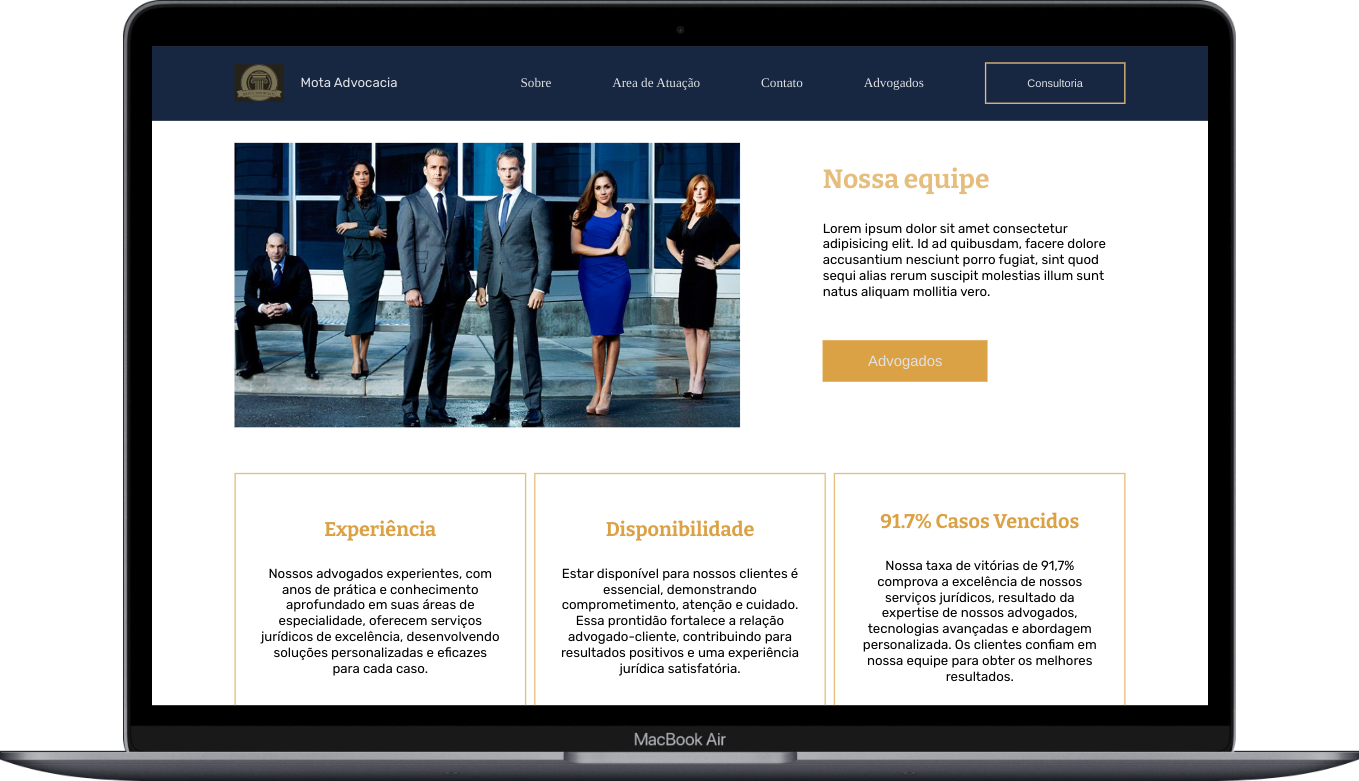 Mota Advocacia
Sobre
Area de Atuação
Contato
Advogados
Consultoria
Nossa equipe
Lorem ipsum dolor sit amet consectetur
adipisicing elit. Id ad quibusdam, facere dolore
accusantium nesciunt porro fugiat, sint quod
sequi alias rerum suscipit molestias illum sunt
natus aliquam mollitia vero.
Advogados
Experiência
Nossos advogados experientes, com
anos de prática e conhecimento
aprofundado em suas áreas de
especialidade, oferecem serviços
jurídicos de excelência, desenvolvendo
soluções personalizadas e eficazes
para cada caso.
Disponibilidade
Estar disponível para nossos clientes é
essencial, demonstrando
comprometimento, atenção e cuidado.
Essa prontidão fortalece a relação
advogado-cliente, contribuindo para
resultados positivos e uma experiência
jurídica satisfatória.
91.7% Casos Vencidos
Nossa taxa de vitórias de 91,7%
comprova a excelência de nossos
serviços jurídicos, resultado da
expertise de nossos advogados,
tecnologias avançadas e abordagem
personalizada. Os clientes confiam em
nossa equipe para obter os melhores
resultados.
MacBook Air